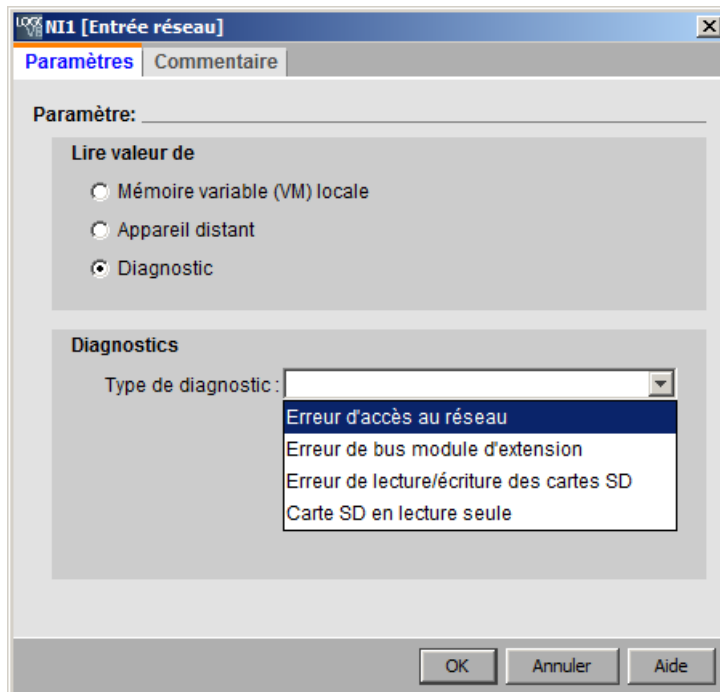 NI1 [Entrée réseau]
Paramètres Commentaire
Paramètre:
Lire valeur de
Mémoire variable (VM) locale
Appareil distant
Diagnostic
Diagnostics
Type de diagnostic :
Erreur d'accès au réseau
Erreur de bus module d'extension
Erreur de lecture/écriture des cartes SD
Carte SD en lecture seule
OK Annuler Aide